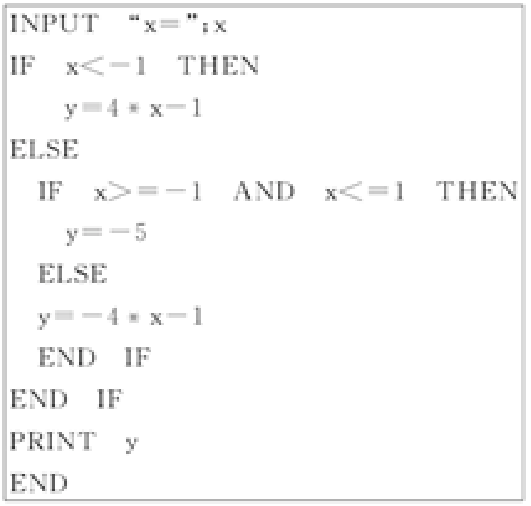 INPUT “x=”;x
IF x<-1 THEN
y=4*x-1
ELSE
IF x>=-1 AND x<=1 THEN
y=-5
ELSE
y=-4*x-1
END IF
END IF
PRINT y
END